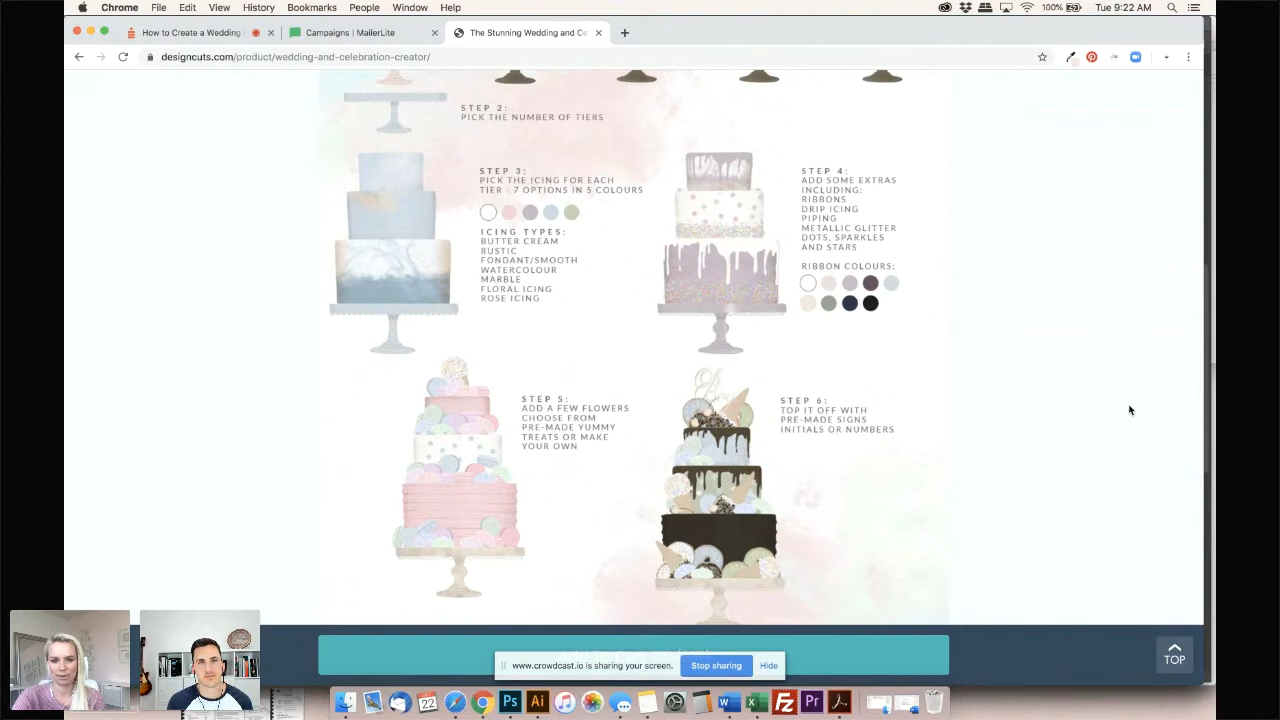 Chrome File Edit View History Bookmarks People Window Help 100% Tue 9:22 AM
How to Create a Wedding Campaigns | MailerLite The Stunning Wedding and Ce
designcuts.com/product/wedding-and-celebration-creator/
STEP 2:
PICK THE NUMBER OF TIERS
STEP 3:
PICK THE ICING FOR EACH
TIER - 7 OPTIONS IN 5 COLOURS
ICING TYPES:
BUTTER CREAM
RUSTIC
FONDANT/SMOOTH
WATERCOLOUR
MARBLE
FLORAL ICING
ROSE ICING
STEP 4:
ADD SOME EXTRAS
INCLUDING:
RIBBONS
DRIP ICING
PIPING
METALLIC GLITTER
DOTS, SPARKLES
AND STARS
RIBBON COLOURS:
STEP 5:
ADD A FEW FLOWERS
CHOOSE FROM
PRE-MADE YUMMY
TREATS OR MAKE
YOUR OWN
STEP 6:
TOP IT OFF WITH
PRE-MADE SIGNS
INITIALS OR NUMBERS
TOP
www.crowdcast.io is sharing your screen. Stop sharing Hide
22 Ps Ai W X Fz Pr